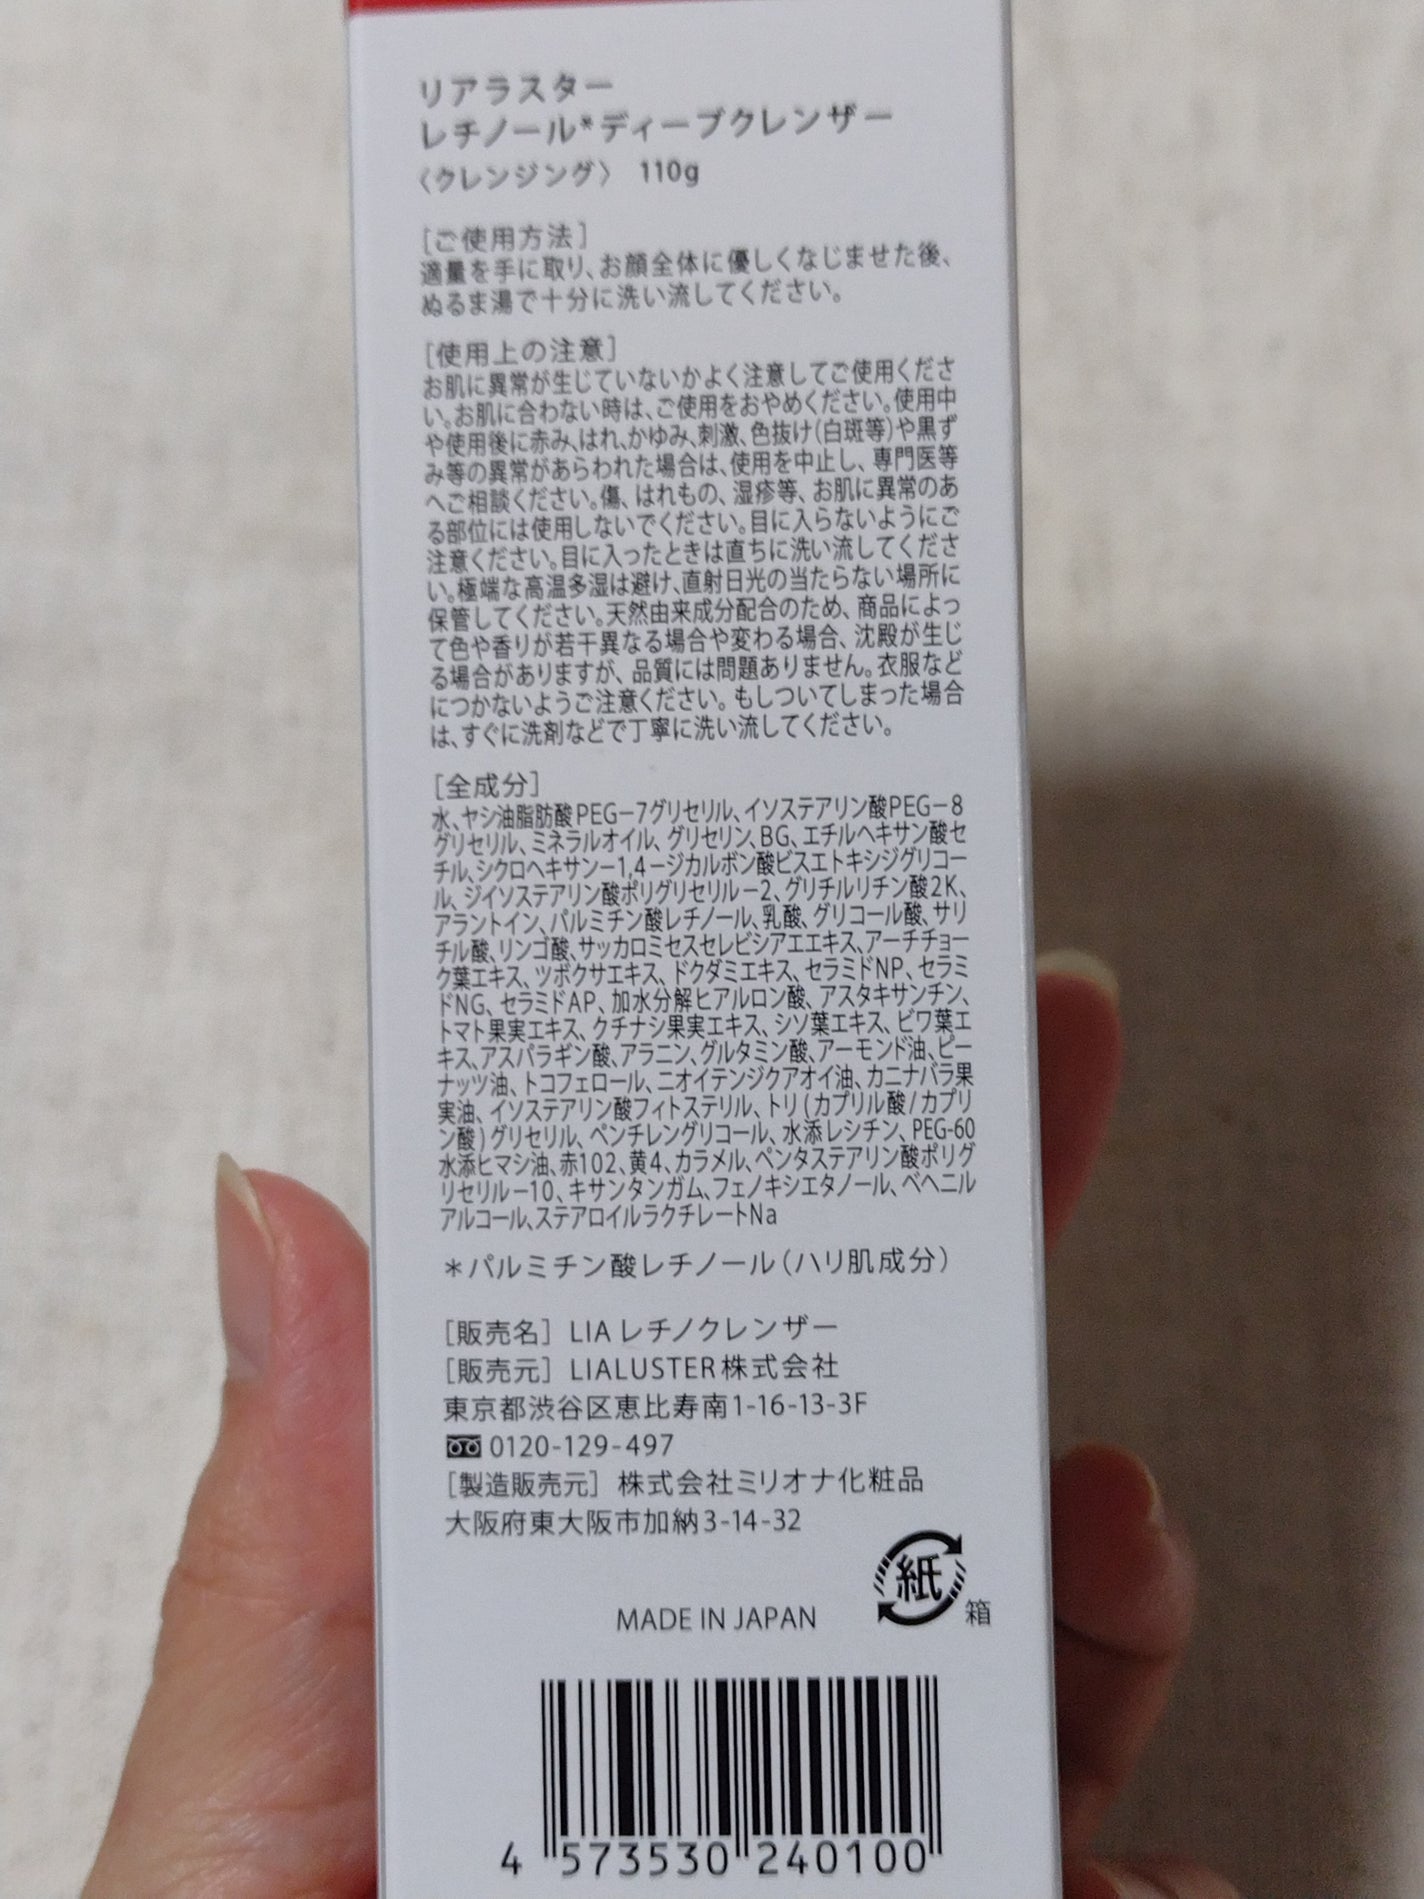 リアラスター
レチノール*ディープクレンザー
〈クレンジング〉 110g
[ご使用方法]
適量を手に取り、お顔全体に優しくなじませた後、
ぬるま湯で十分に洗い流してください。
[使用上の注意]
お肌に異常が生じていないかよく注意してご使用くださ
い。お肌に合わない時は、ご使用をおやめください。使用中
や使用後に赤み、はれ、かゆみ、刺激、色抜け(白斑等)や黒ず
み等の異常があらわれた場合は、使用を中止し、専門医等
へご相談ください。傷、はれもの、湿疹等、お肌に異常のあ
る部位には使用しないでください。目に入らないようにご
注意ください。目に入ったときは直ちに洗い流してくださ
い。極端な高温多湿は避け、直射日光の当たらない場所に
保管してください。天然由来成分配合のため、商品によっ
て色や香りが若干異なる場合や変わる場合、沈殿が生じ
る場合がありますが、品質には問題ありません。衣服など
につかないようご注意ください。もしついてしまった場合
は、すぐに洗剤などで丁寧に洗い流してください。
[全成分]
水、ヤシ油脂肪酸PEG－7グリセリル、イソステアリン酸PEG－8
グリセリル、ミネラルオイル、グリセリン、BG、エチルヘキサン酸セ
チル、シクロヘキサン－1,4－ジカルボン酸ビスエトキシジグリコー
ル、ジイソステアリン酸ポリグリセリル－2、グリチルリチン酸2K、
アラントイン、パルミチン酸レチノール、乳酸、グリコール酸、サリ
チル酸、リンゴ酸、サッカロミセスセレビシアエエキス、アーチチョー
ク葉エキス、ツボクサエキス、ドクダミエキス、セラミドNP、セラミ
ドNG、セラミドAP、加水分解ヒアルロン酸、アスタキサンチン、
トマト果実エキス、クチナシ果実エキス、シソ葉エキス、ビワ葉エ
キス、アスパラギン酸、アラニン、グルタミン酸、アーモンド油、ピー
ナッツ油、トコフェロール、ニオイテンジクアオイ油、カニナバラ果
実油、イソステアリン酸フィトステリル、トリ(カプリル酸/カプリ
ン酸)グリセリル、ペンチレングリコール、水添レシチン、PEG-60
水添ヒマシ油、赤102、黄4、カラメル、ペンタステアリン酸ポリグ
リセリル－10、キサンタンガム、フェノキシエタノール、ベヘニル
アルコール、ステアロイルラクチレートNa
＊パルミチン酸レチノール(ハリ肌成分)
[販売名] LIA レチノクレンザー
[販売元] LIALUSTER株式会社
東京都渋谷区恵比寿南1-16-13-3F
0120-129-497
[製造販売元] 株式会社ミリオナ化粧品
大阪府東大阪市加納3-14-32
紙
箱
MADE IN JAPAN
4 573530 240100